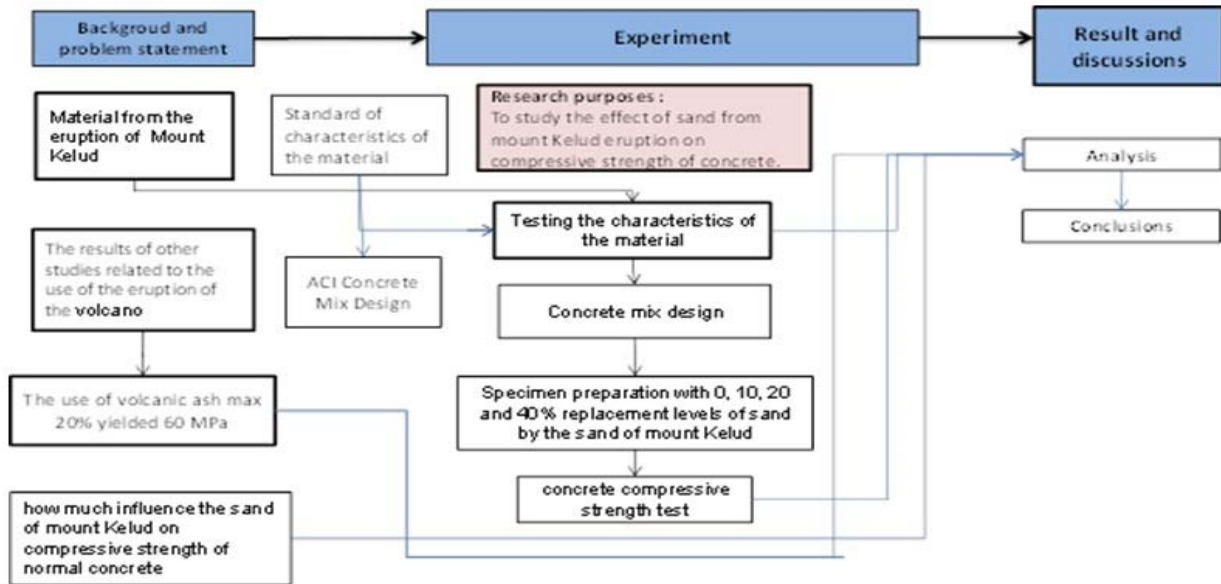 Backgroud and
problem statement
Experiment
Result and
discussions
Material from the
eruption of Mount
Kelud
Standard of
characteristics of
the material
Research purposes :
To study the effect of sand from
mount Kelud eruption on
compressive strength of concrete.
Analysis
Testing the characteristics of
the material
Conclusions
The results of other
studies related to the
use of the eruption of
the volcano
ACI Concrete
Mix Design
Concrete mix design
The use of volcanic ash max
20% yielded 60 MPa
Specimen preparation with 0, 10, 20
and 40% replacement levels of sand
by the sand of mount Kelud
concrete compressive
strength test
how much influence the sand
of mount Kelud on
compressive strength of
normal concrete